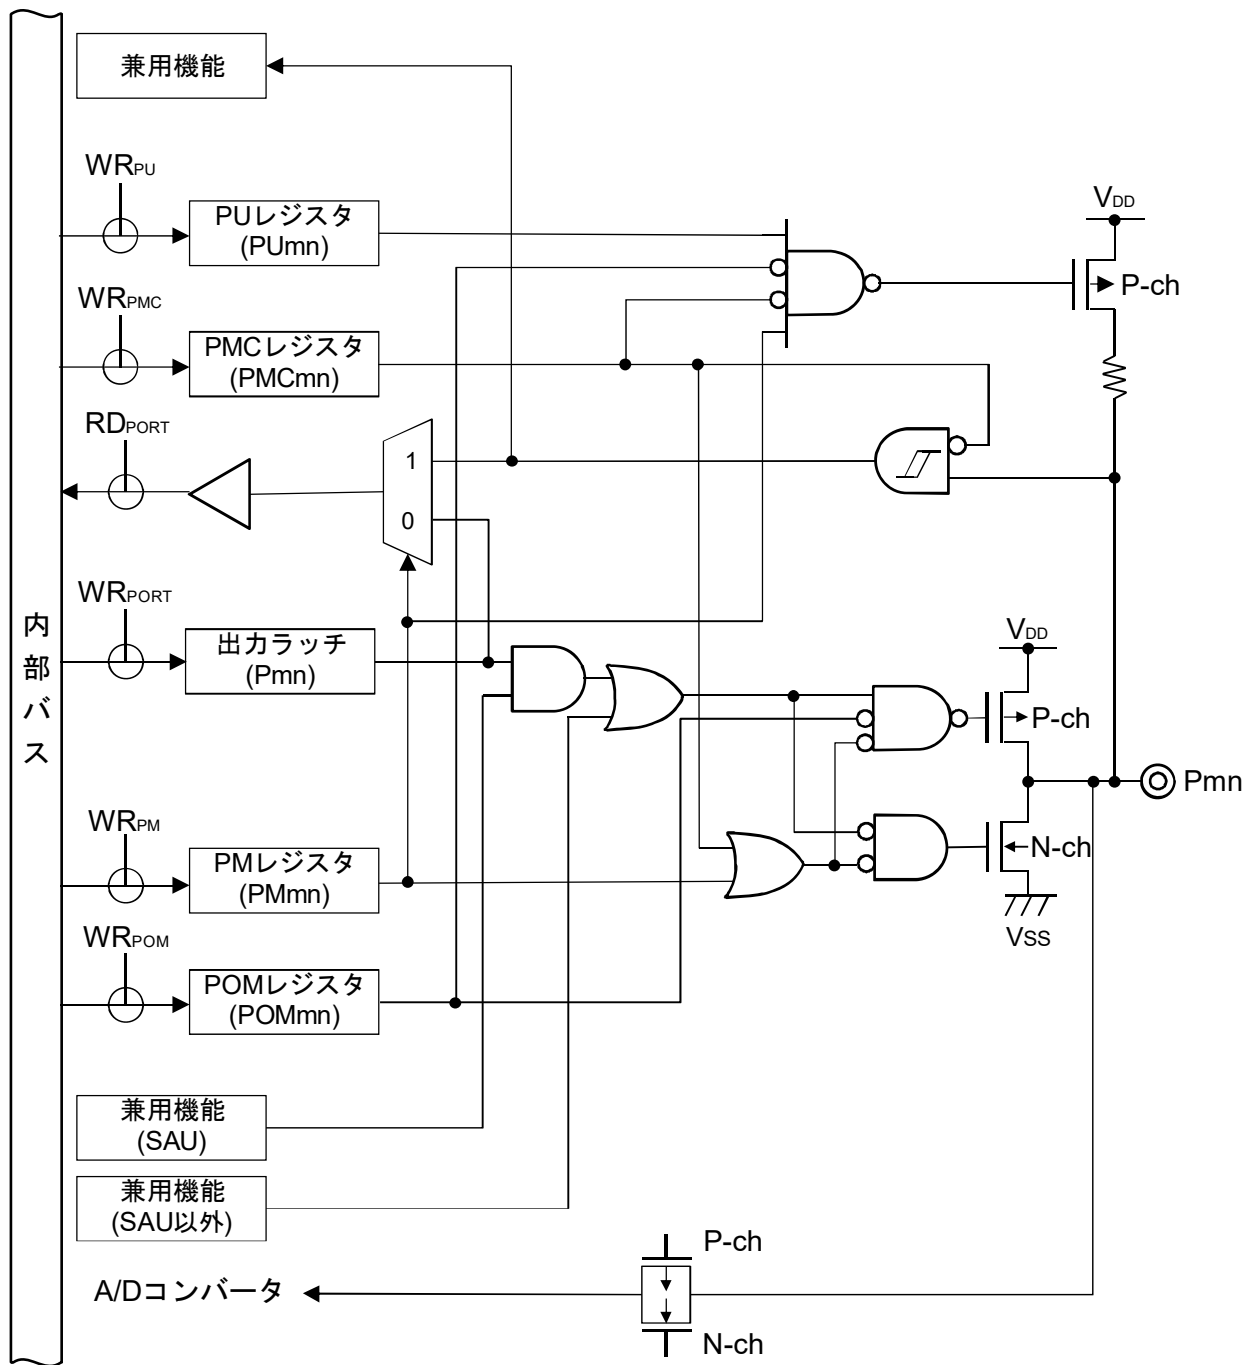 兼用機能
WRPU
PUレジスタ
(PUmn)
VDD
P-ch
WRPMC
PMCレジスタ
(PMCmn)
RDPORT
1
0
WRPORT
出力ラッチ
(Pmn)
内部バス
VDD
P-ch
Pmn
WRPM
PMレジスタ
(PMmn)
N-ch
VSS
WRPOM
POMレジスタ
(POMmn)
兼用機能
(SAU)
兼用機能
(SAU以外)
P-ch
A/Dコンバータ
N-ch